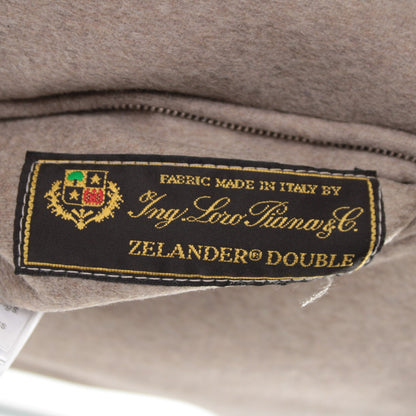 FABRIC MADE IN ITALY BY
Ing. Loro Piana & C.
ZELANDER® DOUBLE